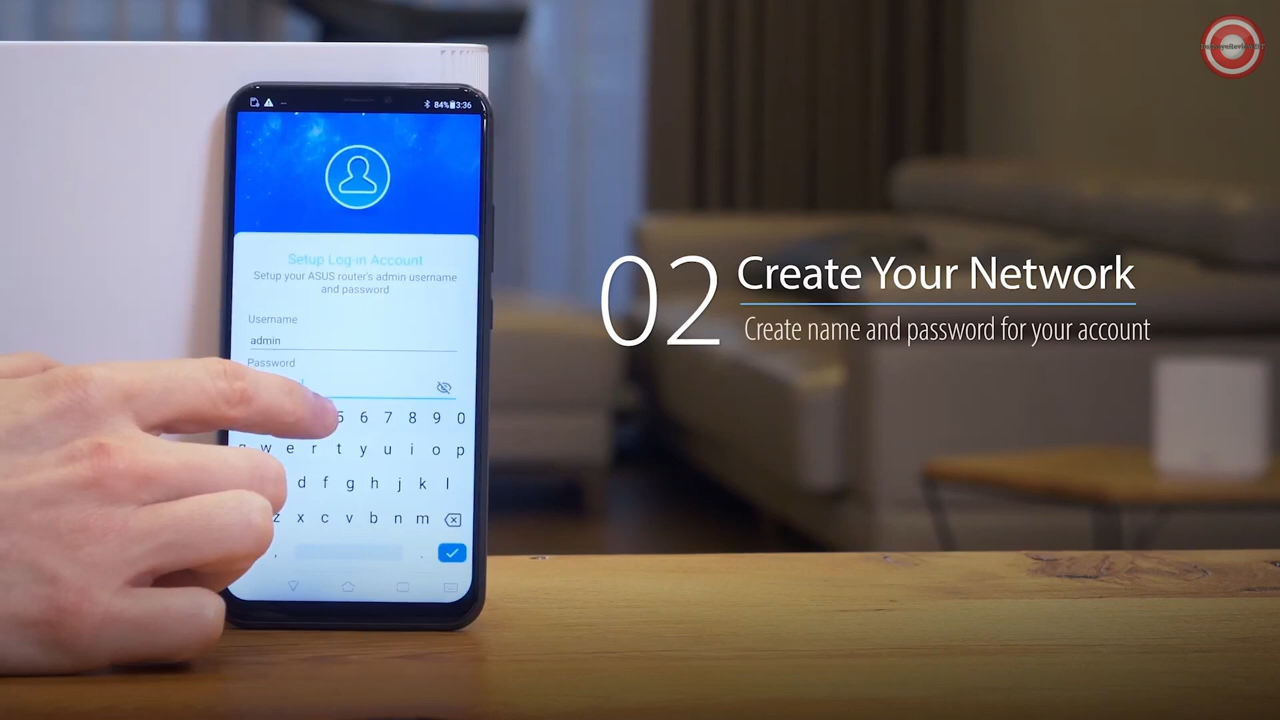 84% 3:36
Setup Log-in Account
Setup your ASUS router's admin username
and password
Username
admin
Password
5 6 7 8 9 0
w e r t y u i o p
d f g h j k l
z x c v b n m
02
Create Your Network
Create name and password for your account